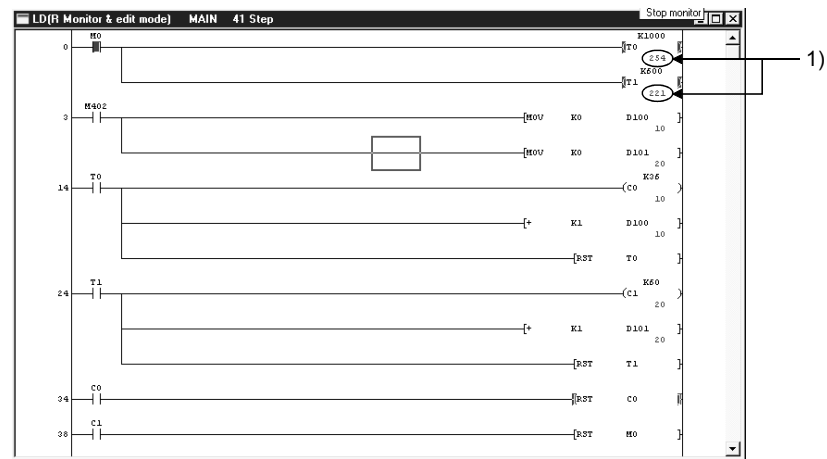 LD(R Monitor & edit mode) MAIN 41 Step
Stop monitor
M0 K1000
0 T0
254
1)
K600
T1
221
M402
3 [MOV K0 D100 ]
10
[MOV K0 D101 ]
20
T0 K36
14 (C0 )
10
[+ K1 D100 ]
10
[RST T0 ]
T1 K60
24 (C1 )
20
[+ K1 D101 ]
20
[RST T1 ]
C0
34 [RST C0 ]
C1
38 [RST M0 ]